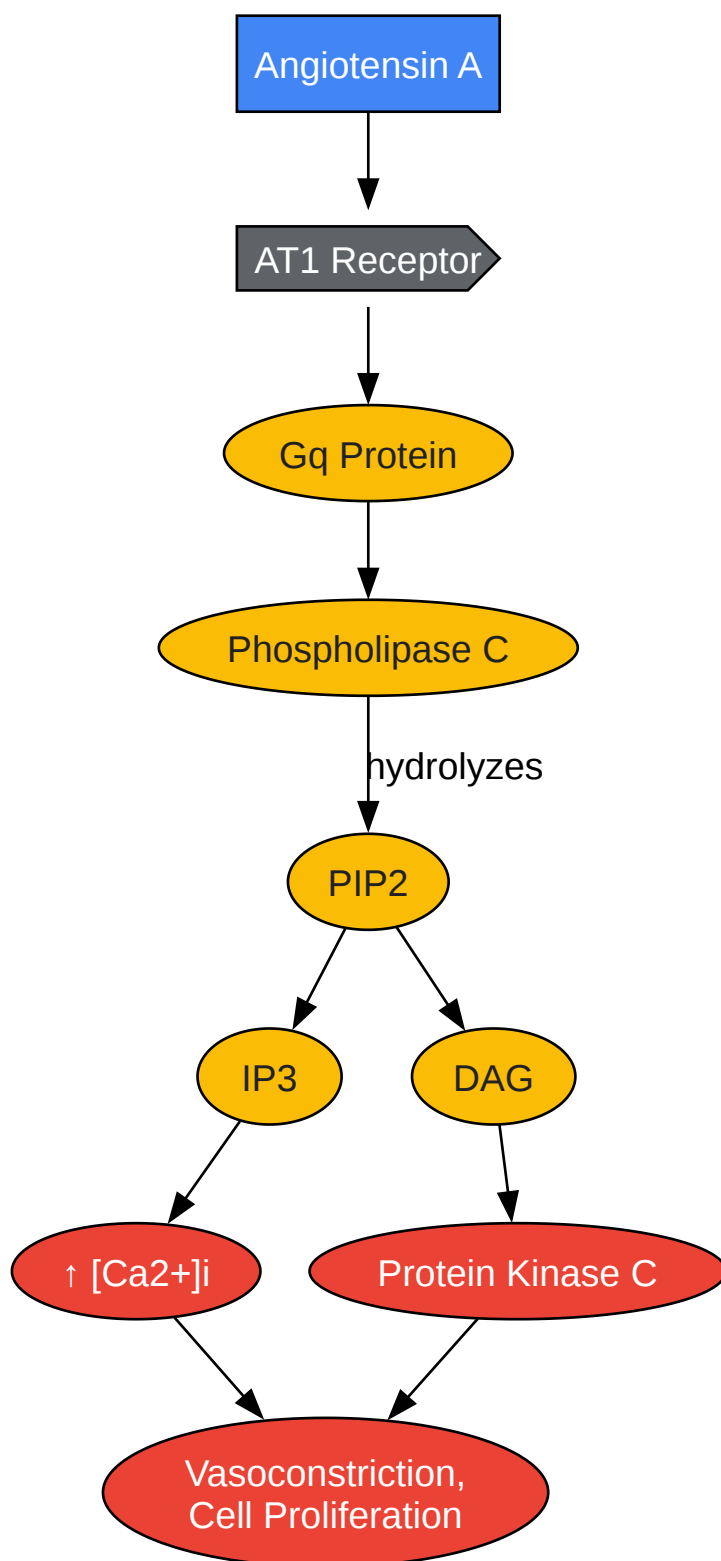 Angiotensin A
AT1 Receptor
Gq Protein
Phospholipase C
hydrolyzes
PIP2
IP3
DAG
↑ [Ca2+]i
Protein Kinase C
Vasoconstriction,
Cell Proliferation